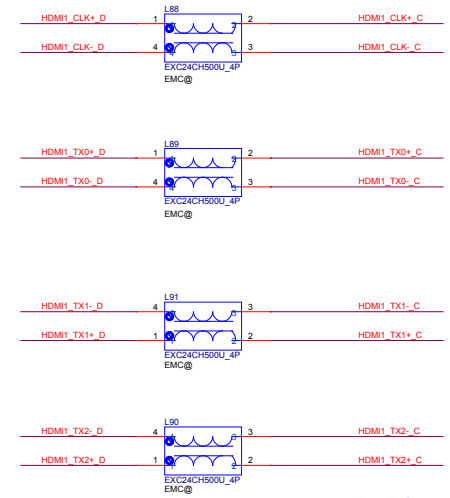 L88
HDMI1_CLK+_D 1 2 HDMI1_CLK+_C
HDMI1_CLK-_D 4 3 HDMI1_CLK-_C
EXC24CH500U_4P
EMC@
L89
HDMI1_TX0+_D 1 2 HDMI1_TX0+_C
HDMI1_TX0-_D 4 3 HDMI1_TX0-_C
EXC24CH500U_4P
EMC@
L91
HDMI1_TX1-_D 4 3 HDMI1_TX1-_C
HDMI1_TX1+_D 1 2 HDMI1_TX1+_C
EXC24CH500U_4P
EMC@
L90
HDMI1_TX2-_D 4 3 HDMI1_TX2-_C
HDMI1_TX2+_D 1 2 HDMI1_TX2+_C
EXC24CH500U_4P
EMC@